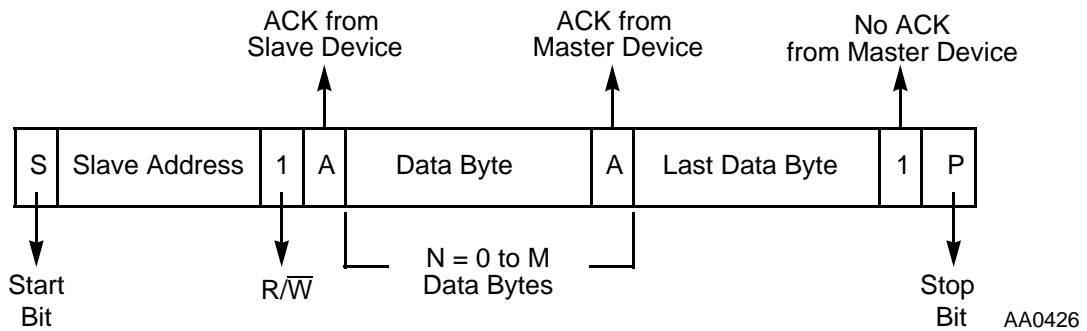 ACK from
Slave Device
ACK from
Master Device
No ACK
from Master Device
S Slave Address 1 A Data Byte A Last Data Byte 1 P
Start
Bit
R/W̅
N = 0 to M
Data Bytes
Stop
Bit
AA0426